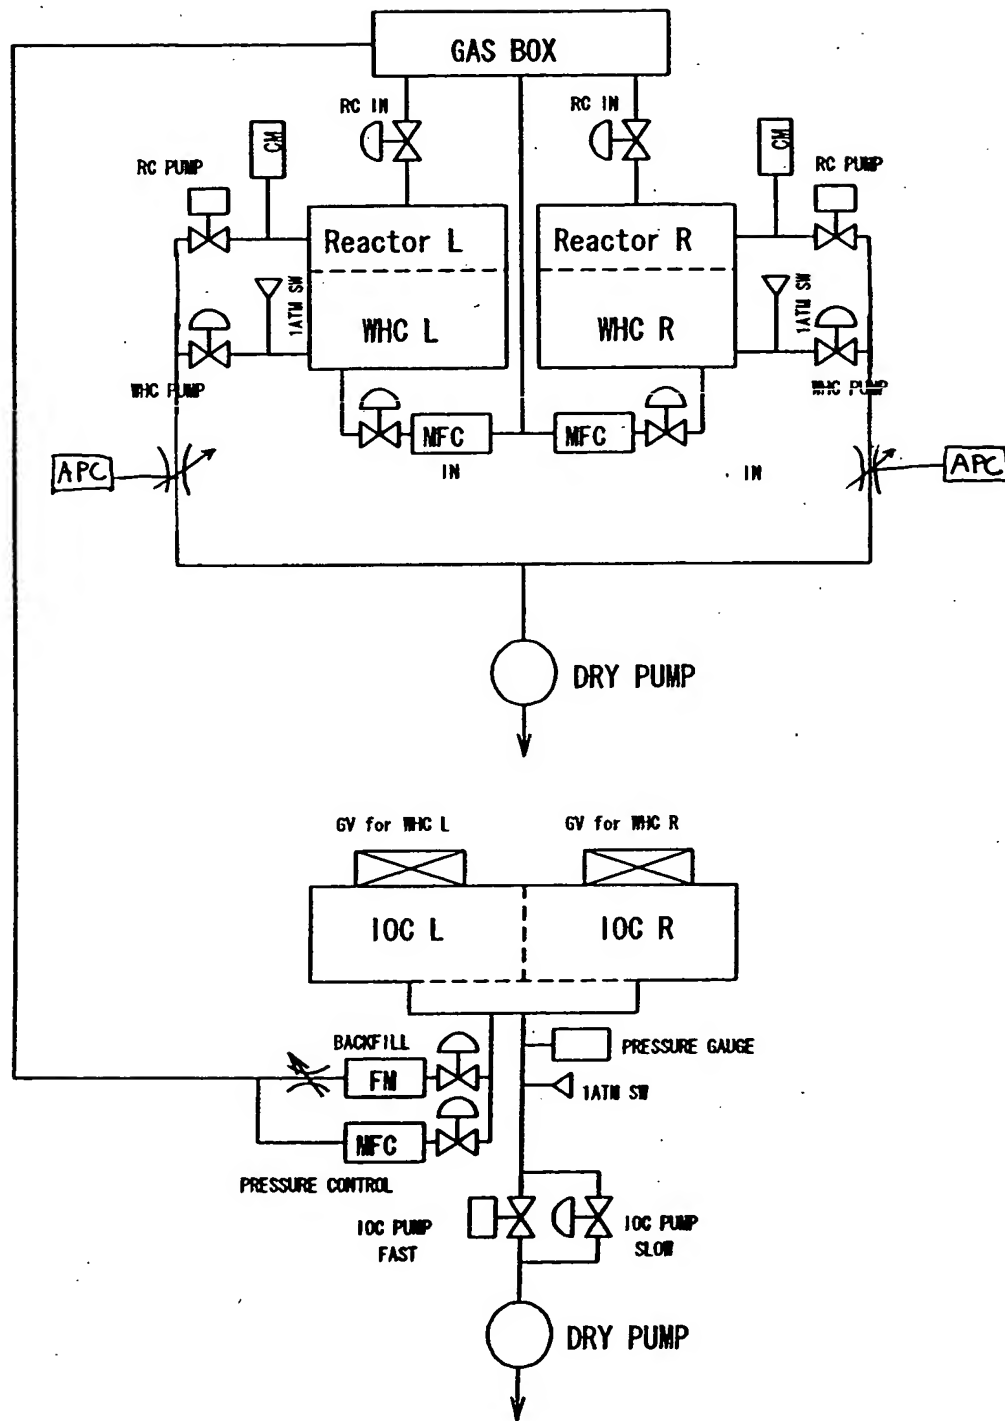 GAS BOX
RC IN
RC IN
CM
CM
RC PUMP
RC PUMP
Reactor L
Reactor R
1ATM SW
1ATM SW
WHC L
WHC R
WHC PUMP
WHC PUMP
MFC
MFC
IN
IN
APC
APC
DRY PUMP
GV for WHC L
GV for WHC R
IOC L
IOC R
BACKFILL
PRESSURE GAUGE
FM
1ATM SW
MFC
PRESSURE CONTROL
IOC PUMP
FAST
IOC PUMP
SLOW
DRY PUMP